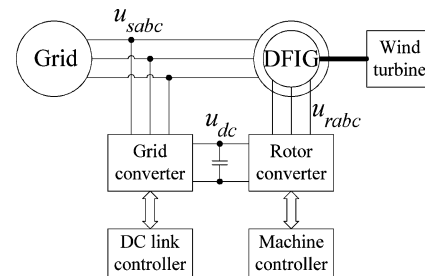 u_sabc
Grid
DFIG
Wind
turbine
u_rabc
u_dc
Grid
converter
Rotor
converter
DC link
controller
Machine
controller